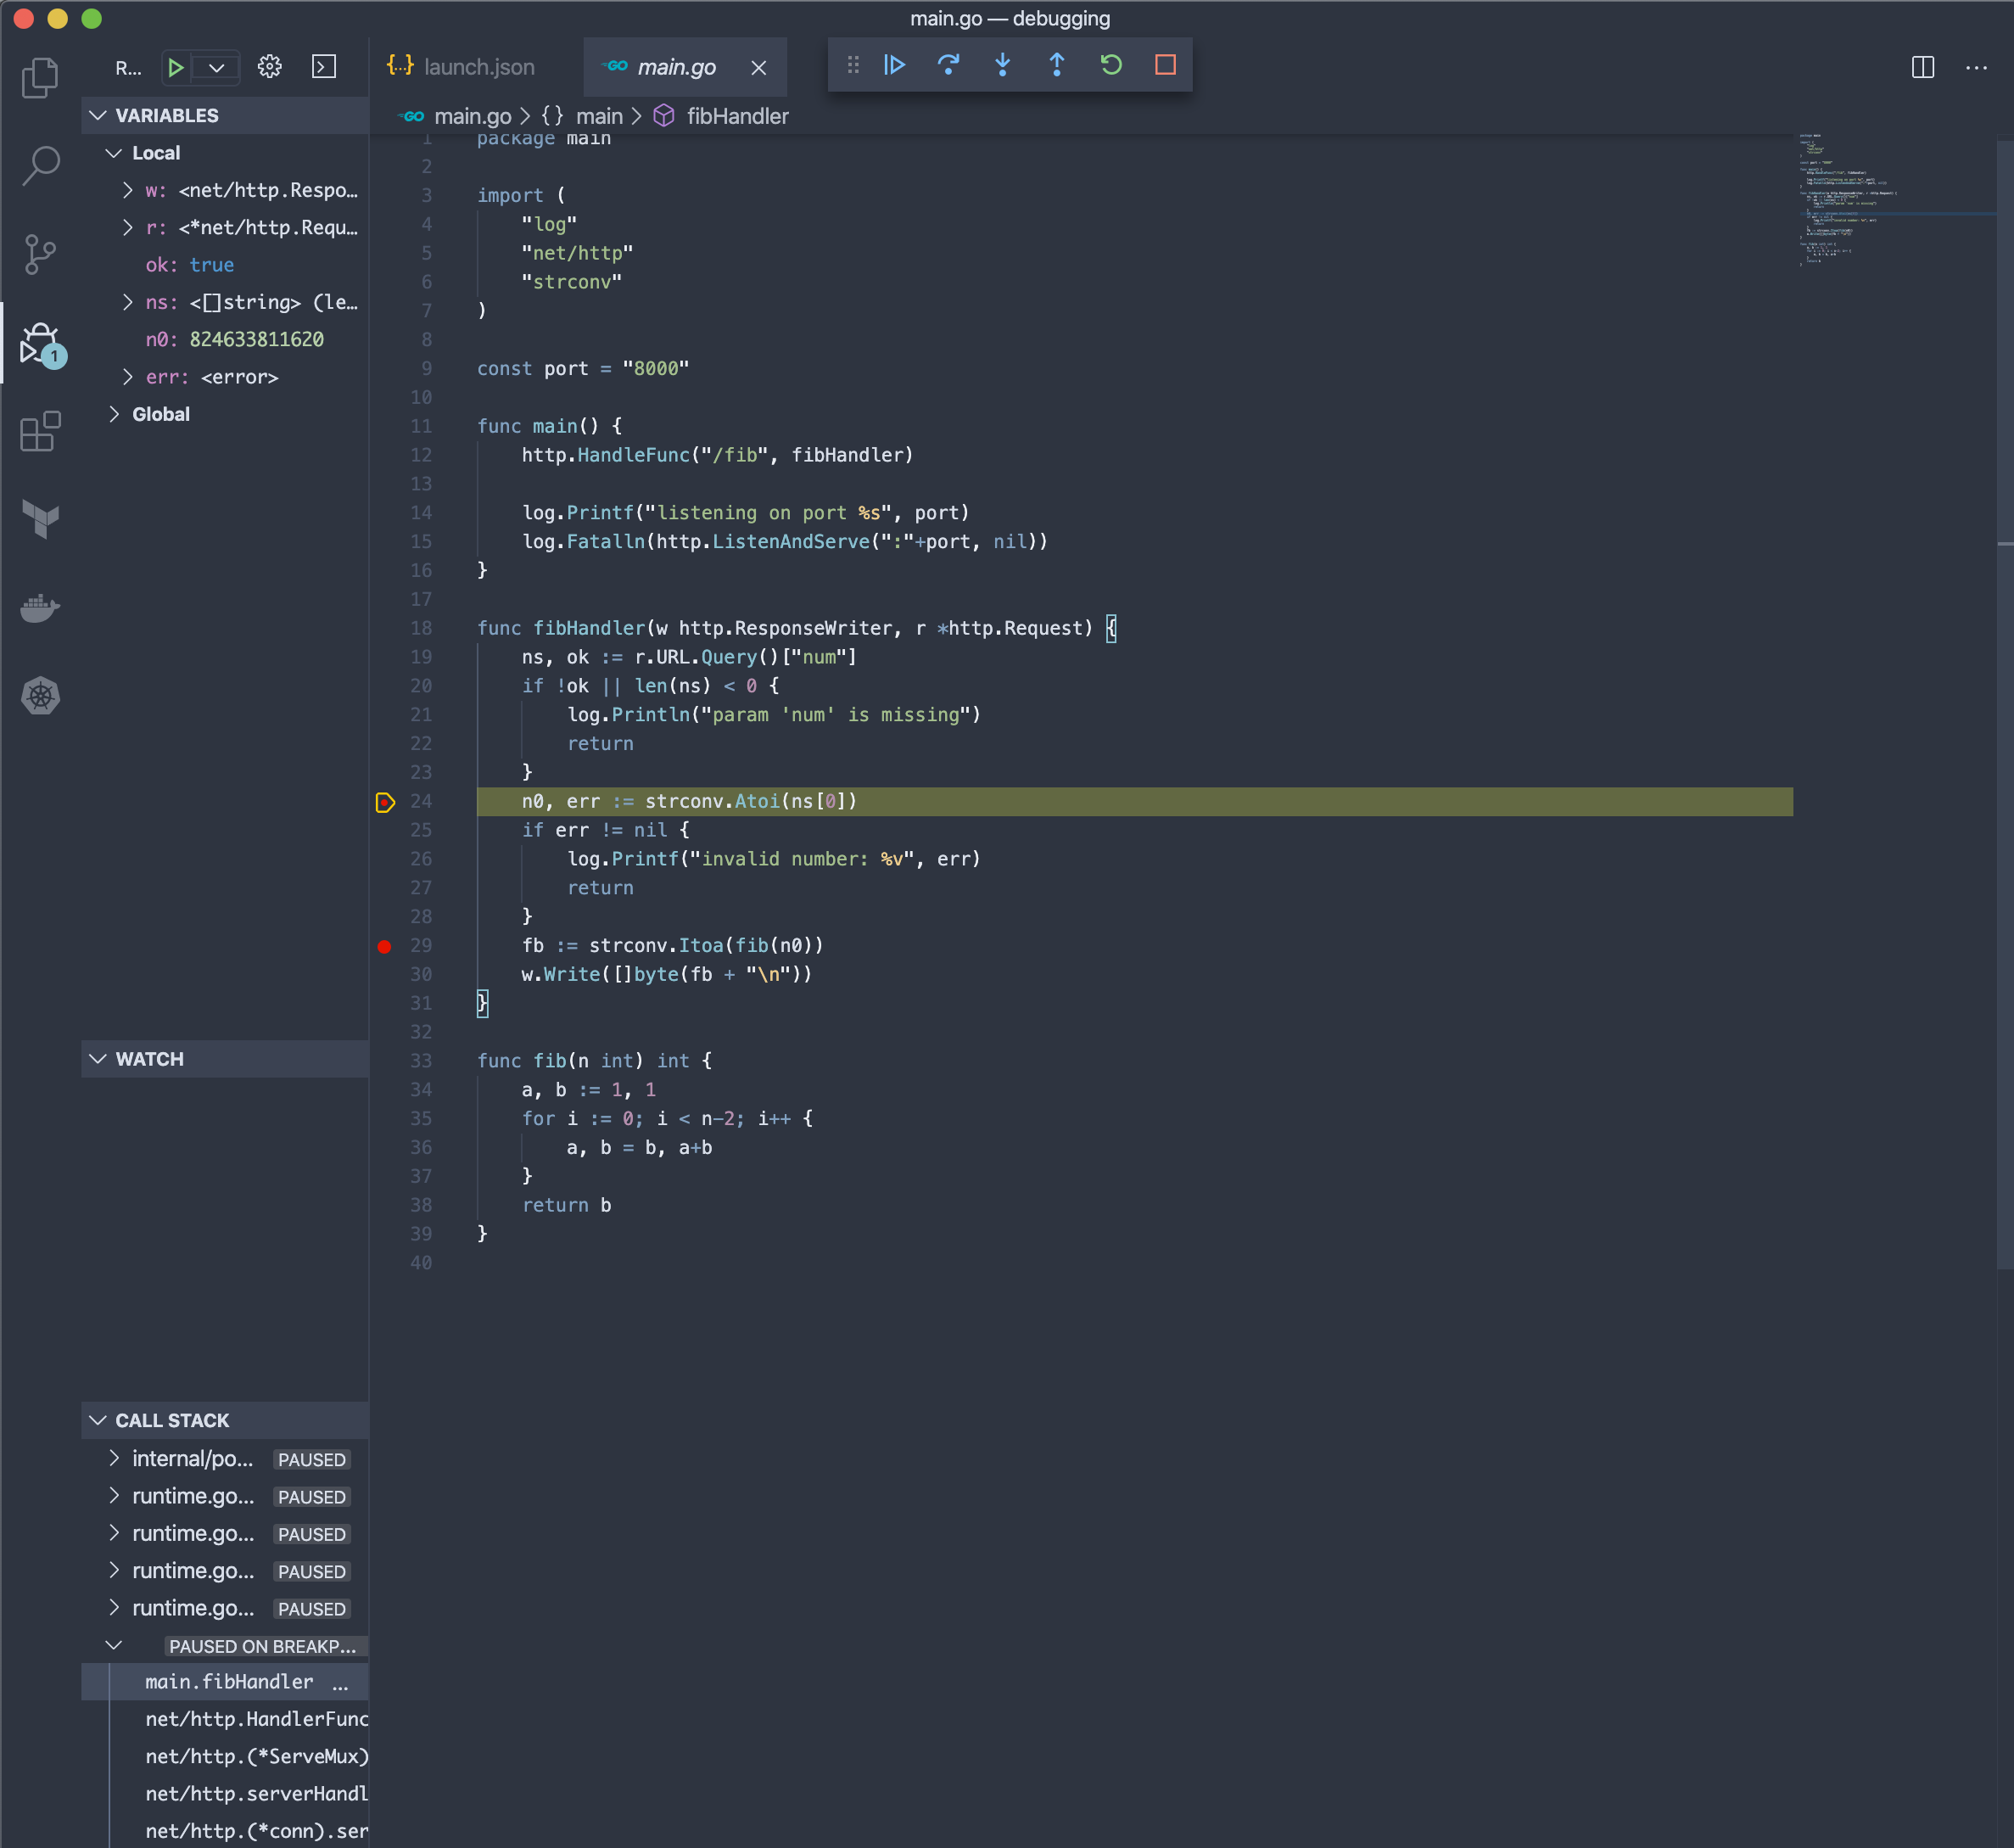 main.go — debugging
R...
launch.json
main.go
main.go > {} main > fibHandler
VARIABLES
Local
w: <net/http.Respo…
r: <*net/http.Requ…
ok: true
ns: <[]string> (le…
n0: 824633811620
err: <error>
Global
WATCH
CALL STACK
internal/po... PAUSED
runtime.go... PAUSED
runtime.go... PAUSED
runtime.go... PAUSED
runtime.go... PAUSED
PAUSED ON BREAKP...
main.fibHandler ...
net/http.HandlerFunc
net/http.(*ServeMux)
net/http.serverHandl
net/http.(*conn).ser
1
1 package main
2
3 import (
4 "log"
5 "net/http"
6 "strconv"
7 )
8
9 const port = "8000"
10
11 func main() {
12 http.HandleFunc("/fib", fibHandler)
13
14 log.Printf("listening on port %s", port)
15 log.Fatalln(http.ListenAndServe(":"+port, nil))
16 }
17
18 func fibHandler(w http.ResponseWriter, r *http.Request) {
19 ns, ok := r.URL.Query()["num"]
20 if !ok || len(ns) < 0 {
21 log.Println("param 'num' is missing")
22 return
23 }
24 n0, err := strconv.Atoi(ns[0])
25 if err != nil {
26 log.Printf("invalid number: %v", err)
27 return
28 }
29 fb := strconv.Itoa(fib(n0))
30 w.Write([]byte(fb + "\n"))
31 }
32
33 func fib(n int) int {
34 a, b := 1, 1
35 for i := 0; i < n-2; i++ {
36 a, b = b, a+b
37 }
38 return b
39 }
40